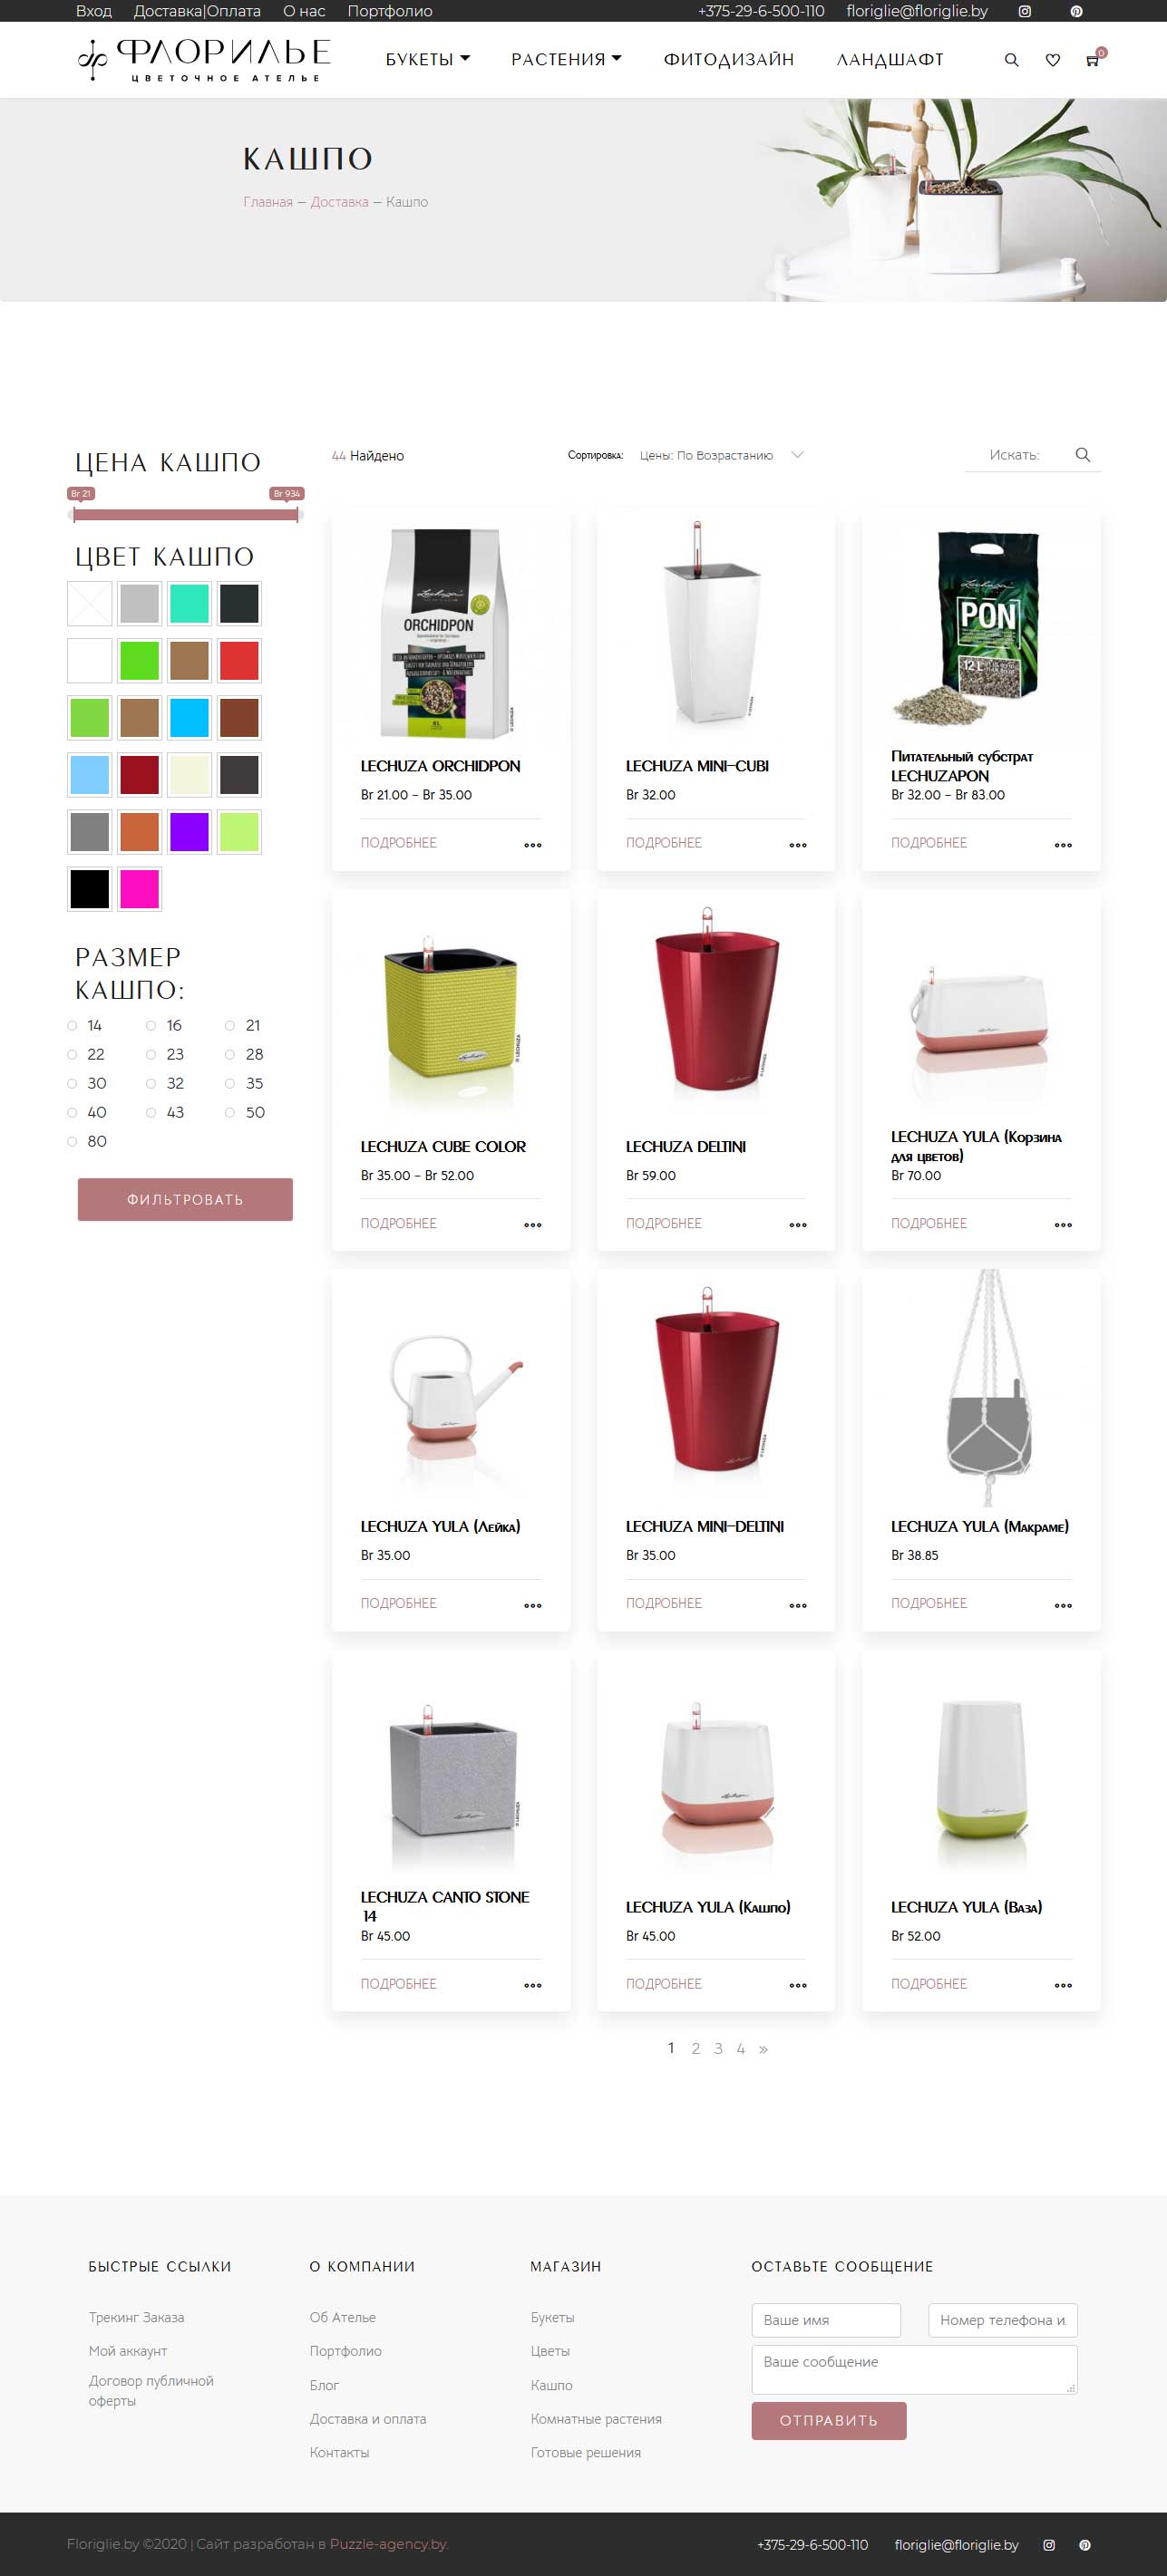 Вход Доставка|Оплата О нас Портфолио +375-29-6-500-110 floriglie@floriglie.by
ФЛОРИЛЬЕ
ЦВЕТОЧНОЕ АТЕЛЬЕ
БУКЕТЫ РАСТЕНИЯ ФИТОДИЗАЙН ЛАНДШАФТ 0
КАШПО
Главная — Доставка — Кашпо
ЦЕНА КАШПО
Br 21 Br 934
ЦВЕТ КАШПО
РАЗМЕР
КАШПО:
14 16 21
22 23 28
30 32 35
40 43 50
80
ФИЛЬТРОВАТЬ
44 Найдено Сортировка: Цены: По Возрастанию Искать:
Lechuza
ORCHIDPON
© LECHUZA
LECHUZA ORCHIDPON
Br 21.00 – Br 35.00
ПОДРОБНЕЕ
© LECHUZA
LECHUZA MINI-CUBI
Br 32.00
ПОДРОБНЕЕ
Lechuza
PON
12 L
Питательный субстрат
LECHUZAPON
Br 32.00 – Br 83.00
ПОДРОБНЕЕ
© LECHUZA
LECHUZA CUBE COLOR
Br 35.00 – Br 52.00
ПОДРОБНЕЕ
© LECHUZA
LECHUZA DELTINI
Br 59.00
ПОДРОБНЕЕ
LECHUZA YULA (Корзина
для цветов)
Br 70.00
ПОДРОБНЕЕ
LECHUZA YULA (Лейка)
Br 35.00
ПОДРОБНЕЕ
© LECHUZA
LECHUZA MINI-DELTINI
Br 35.00
ПОДРОБНЕЕ
LECHUZA YULA (Макраме)
Br 38.85
ПОДРОБНЕЕ
© LECHUZA
LECHUZA CANTO STONE
14
Br 45.00
ПОДРОБНЕЕ
LECHUZA YULA (Кашпо)
Br 45.00
ПОДРОБНЕЕ
LECHUZA YULA (Ваза)
Br 52.00
ПОДРОБНЕЕ
1 2 3 4 »
БЫСТРЫЕ ССЫЛКИ
Трекинг Заказа
Мой аккаунт
Договор публичной
оферты
О КОМПАНИИ
Об Ателье
Портфолио
Блог
Доставка и оплата
Контакты
МАГАЗИН
Букеты
Цветы
Кашпо
Комнатные растения
Готовые решения
ОСТАВЬТЕ СООБЩЕНИЕ
Ваше имя Номер телефона и
Ваше сообщение
ОТПРАВИТЬ
Floriglie.by ©2020 | Сайт разработан в Puzzle-agency.by. +375-29-6-500-110 floriglie@floriglie.by